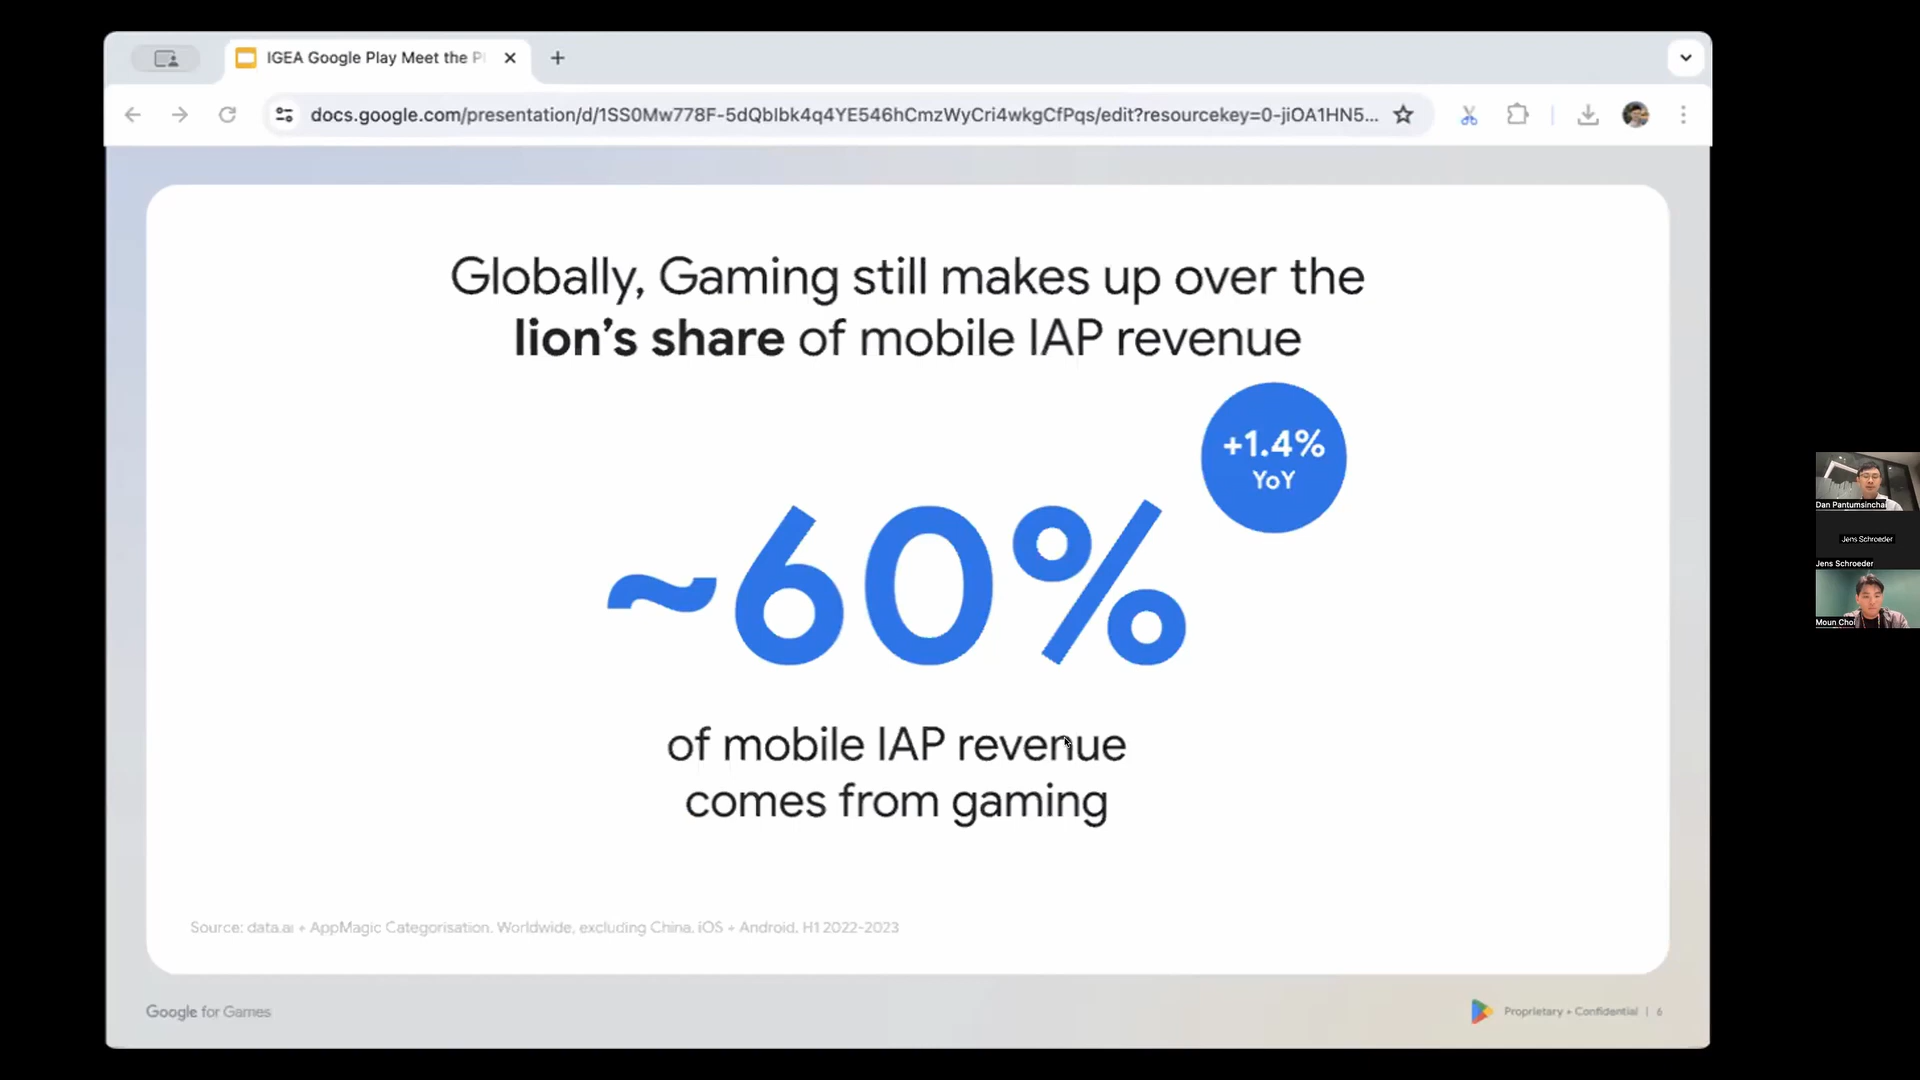 IGEA Google Play Meet the
docs.google.com/presentation/d/1SS0Mw778F-5dQbIbk4q4YE546hCmzWyCri4wkgCfPqs/edit?resourcekey=0-jiOA1HN5...
Globally, Gaming still makes up over the
lion's share of mobile IAP revenue
+1.4%
YoY
~60%
of mobile IAP revenue
comes from gaming
Source: data.ai + AppMagic Categorisation. Worldwide, excluding China. iOS + Android. H1 2022-2023
Google for Games
Proprietary + Confidential | 6
Dan Pantumsinchai
Jens Schroeder
Jens Schroeder
Moun Choi